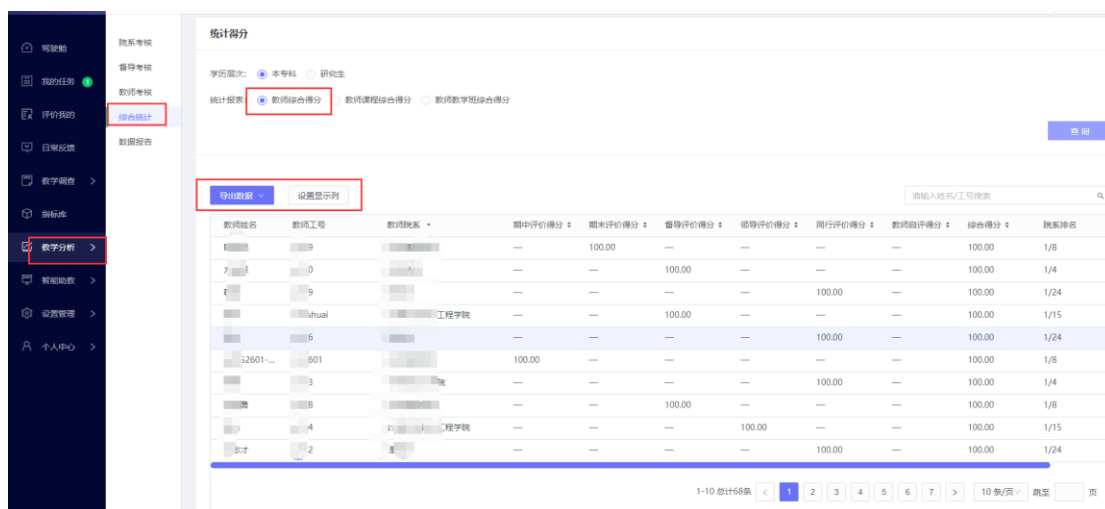 驾驶舱
我的任务 1
评价我的
日常反馈
教学调查
指标库
教学分析
智能助教
设置管理
个人中心
院系考核
督导考核
教师考核
综合统计
数据报告
统计得分
学历层次: 本专科 研究生
统计报表: 教师综合得分 教师课程综合得分 教师教学班综合得分
查 询
导出数据 设置显示列 请输入姓名/工号搜索
教师姓名 教师工号 教师院系 期中评价得分 期末评价得分 督导评价得分 领导评价得分 同行评价得分 教师自评得分 综合得分 院系排名
9 — 100.00 — — — — 100.00 1/8
0 — — 100.00 — — — 100.00 1/4
9 — — — — 100.00 — 100.00 1/24
shuai 工程学院 — — 100.00 — — — 100.00 1/15
6 — — — — 100.00 — 100.00 1/24
52601-... 601 100.00 — — — — — 100.00 1/8
3 院 — — — — 100.00 — 100.00 1/4
8 — — 100.00 — — — 100.00 1/8
4 工程学院 — — — 100.00 — — 100.00 1/15
才 2 — — — — 100.00 — 100.00 1/24
1-10 总计68条 < 1 2 3 4 5 6 7 > 10 条/页 跳至 页